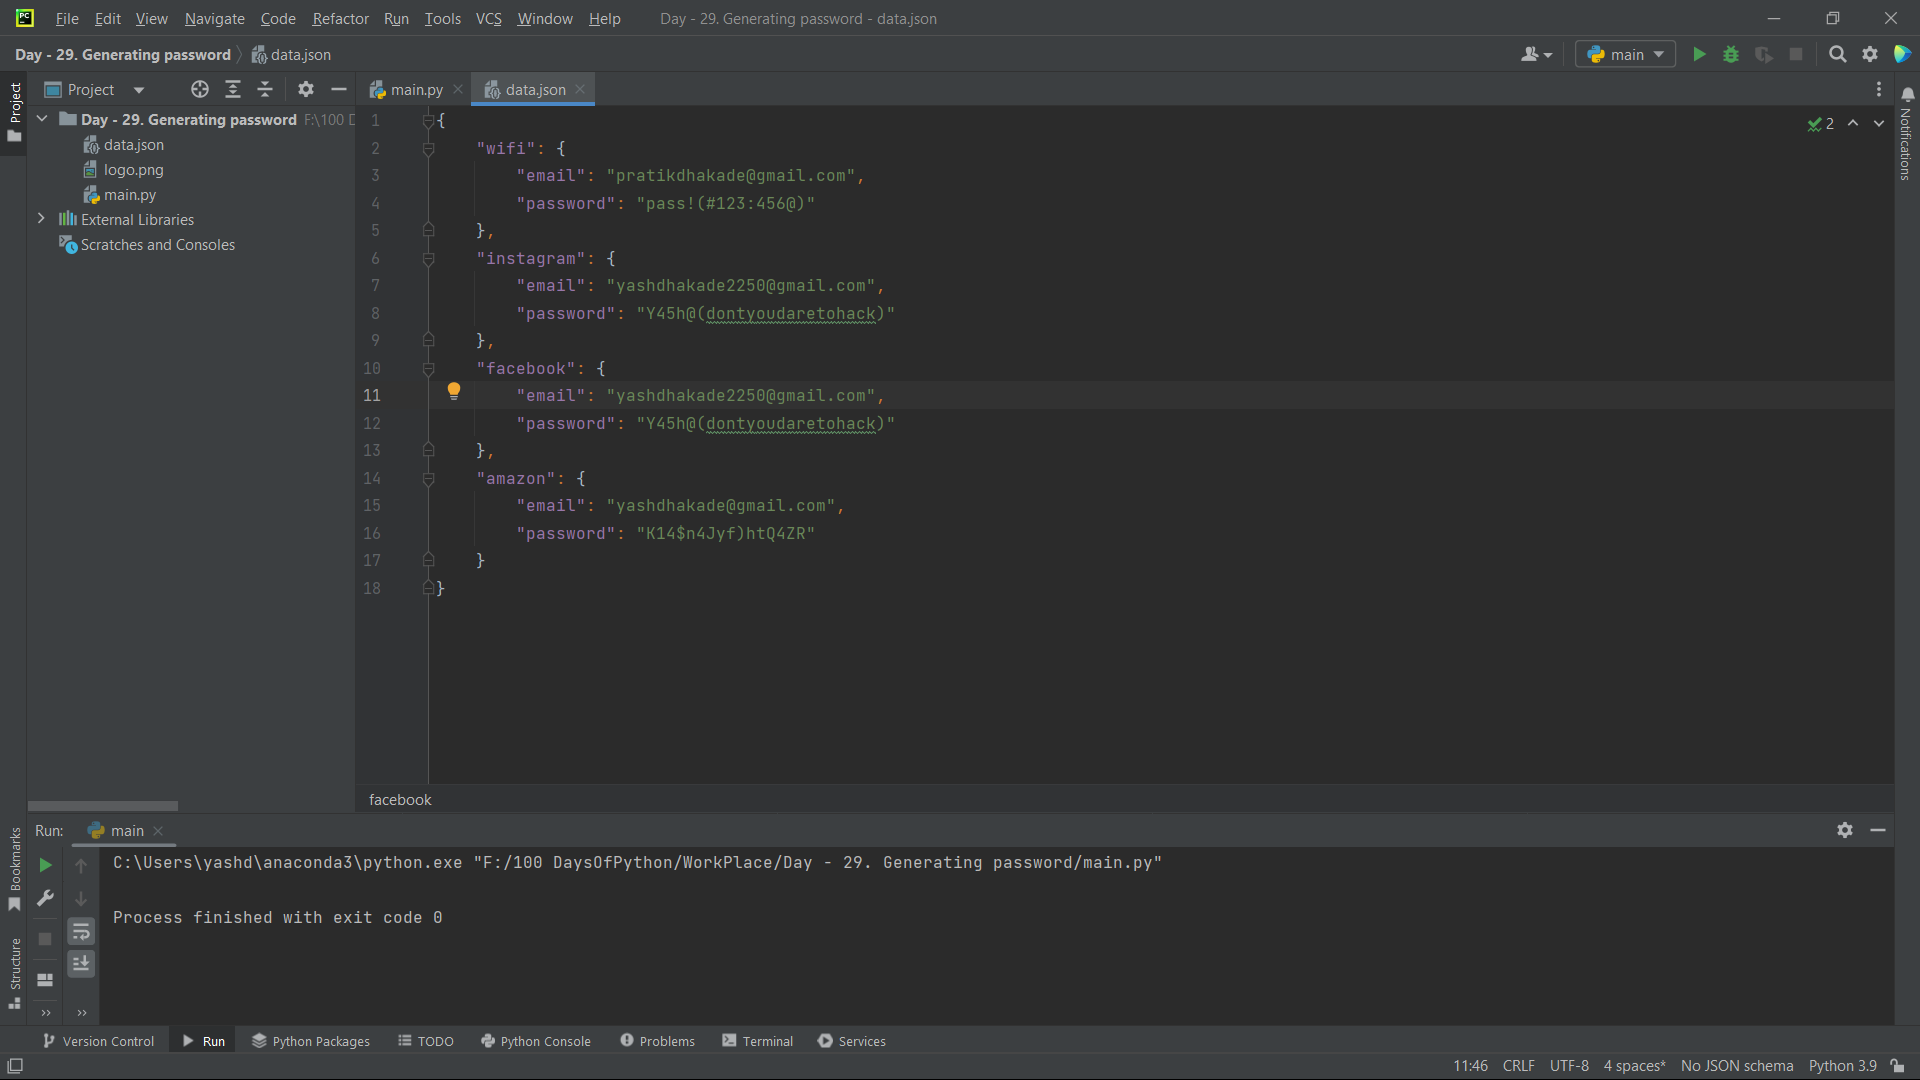 File Edit View Navigate Code Refactor Run Tools VCS Window Help Day - 29. Generating password - data.json
Day - 29. Generating password data.json main
Project
Project
main.py
data.json
Day - 29. Generating password F:\100 D
data.json
logo.png
main.py
External Libraries
Scratches and Consoles
1 {
2 "wifi": {
3 "email": "pratikdhakade@gmail.com",
4 "password": "pass!(#123:456@)"
5 },
6 "instagram": {
7 "email": "yashdhakade2250@gmail.com",
8 "password": "Y45h@(dontyoudaretohack)"
9 },
10 "facebook": {
11 "email": "yashdhakade2250@gmail.com",
12 "password": "Y45h@(dontyoudaretohack)"
13 },
14 "amazon": {
15 "email": "yashdhakade@gmail.com",
16 "password": "K14$n4Jyf)htQ4ZR"
17 }
18 }
2
Notifications
facebook
Bookmarks
Structure
Run: main
C:\Users\yashd\anaconda3\python.exe "F:/100 DaysOfPython/WorkPlace/Day - 29. Generating password/main.py"
Process finished with exit code 0
Version Control Run Python Packages TODO Python Console Problems Terminal Services
11:46 CRLF UTF-8 4 spaces* No JSON schema Python 3.9